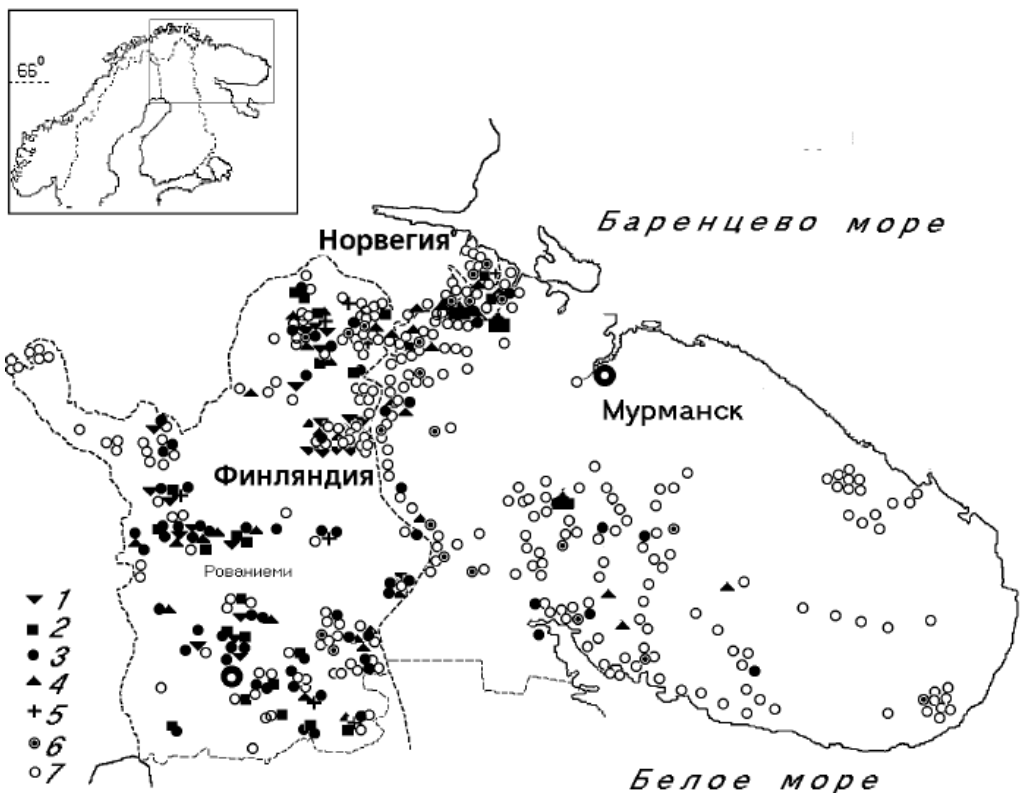 66°
Баренцево море
Норвегия
Мурманск
Финляндия
Рованиеми
1
2
3
4
5
6
7
Белое море